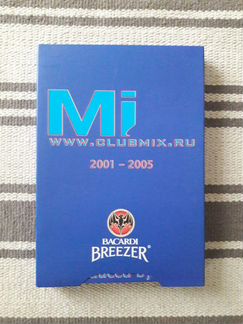 Mi
WWW.CLUBMIX.RU
2001 – 2005
BACARDI
BREEZER®